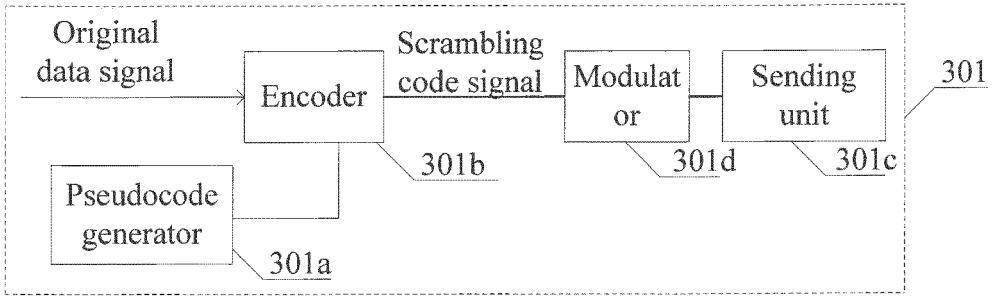 Original
data signal
Encoder
Scrambling
code signal
Modulat
or
Sending
unit
301
301b
301d
301c
Pseudocode
generator
301a